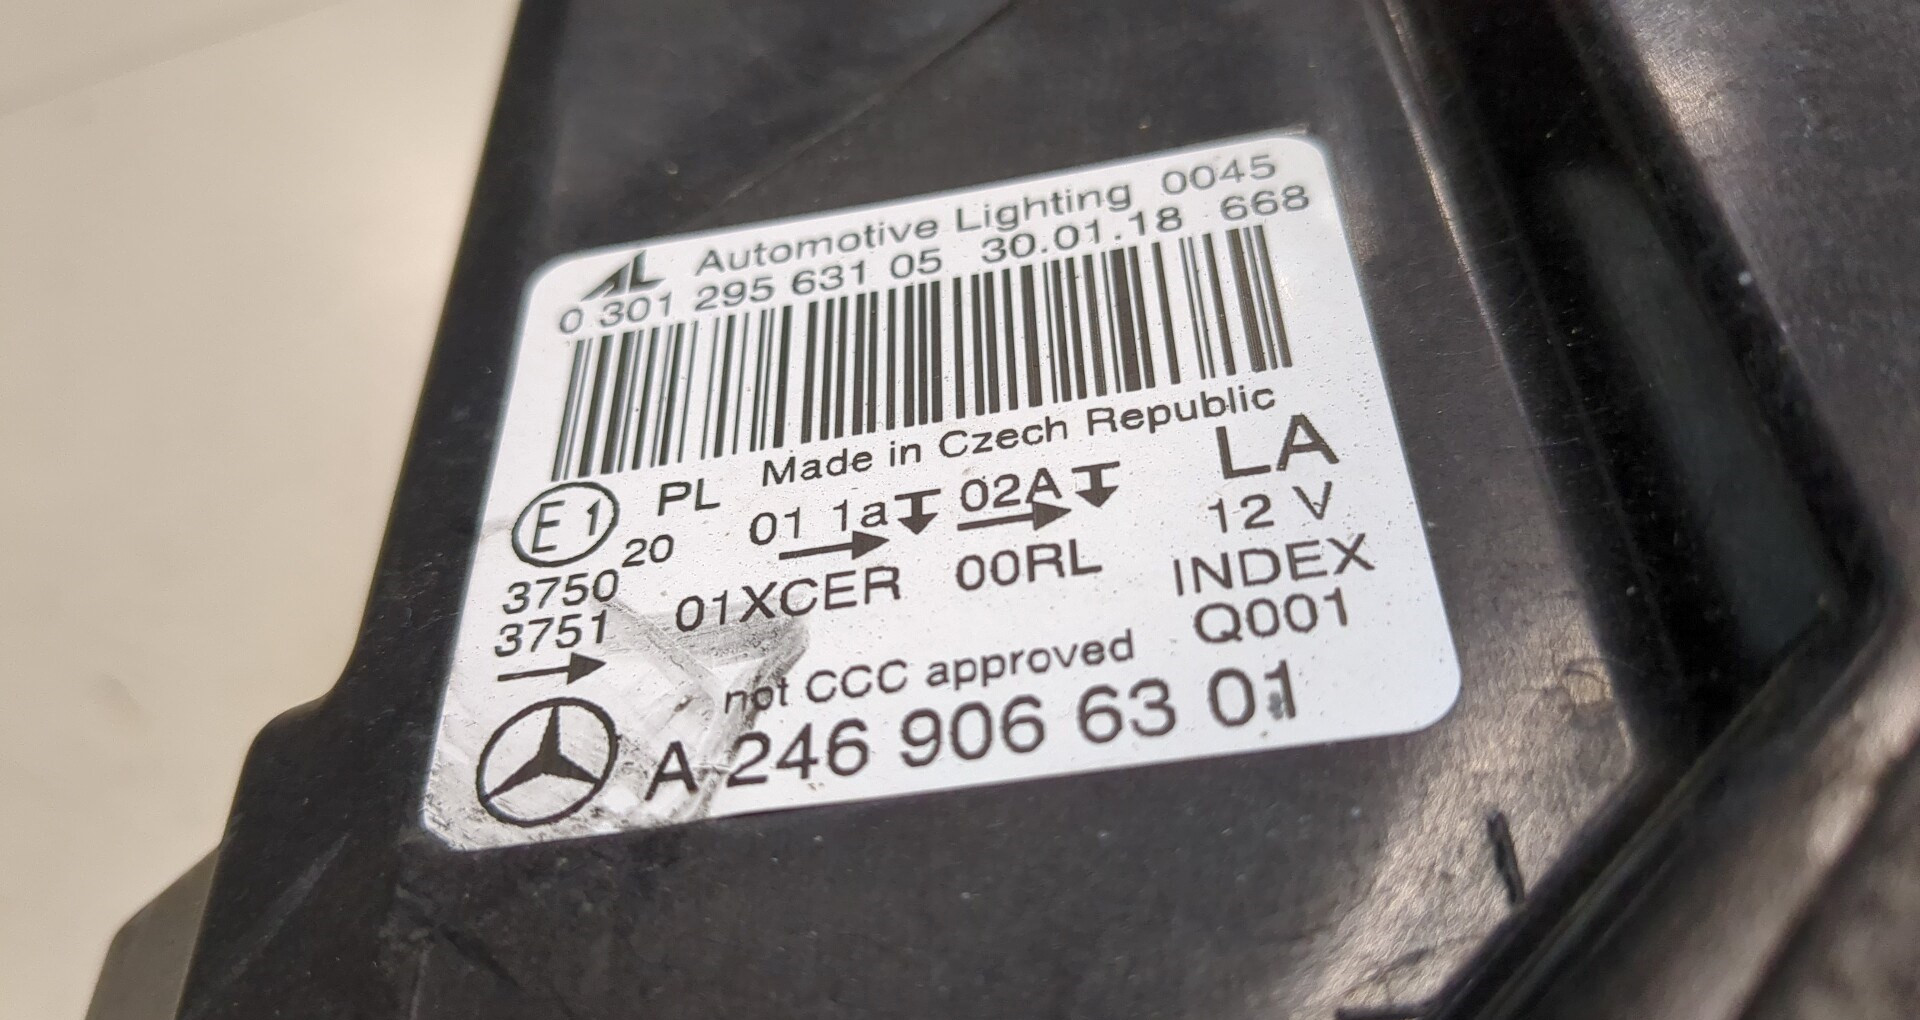 AL Automotive Lighting 0045
0 301 295 631 05 30.01.18 668
Made in Czech Republic
E1 PL 01 1a 02A LA
20 12 V
3750 01XCER 00RL INDEX
3751 Q001
not CCC approved
A 246 906 63 01